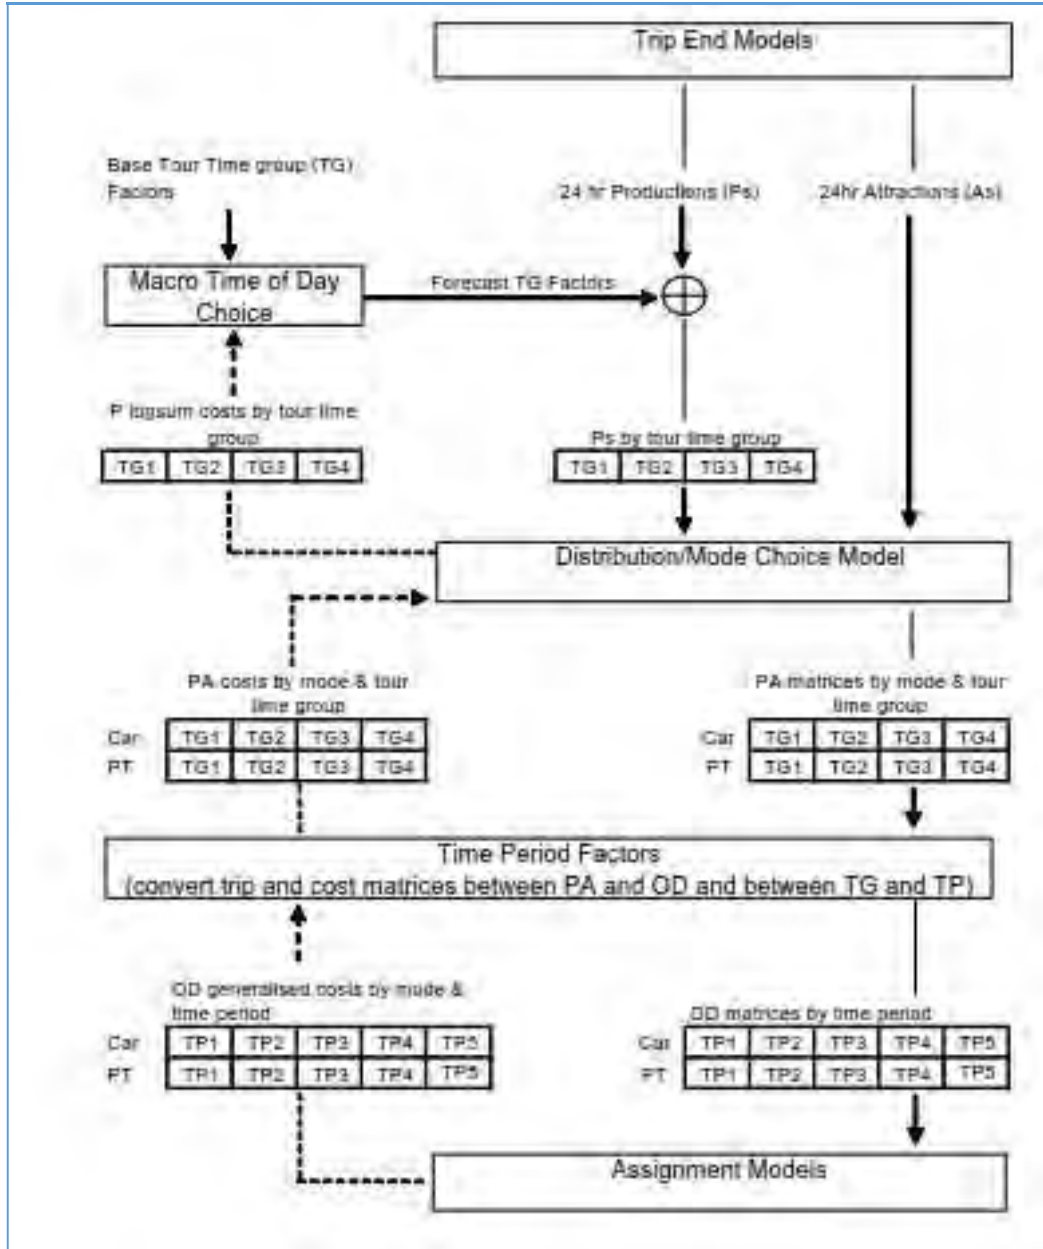 Trip End Models
Base Tour Time group (TG)
Factors
24 hr Productions (Ps)
24hr Attractions (As)
Macro Time of Day
Choice
Forecast TG Factors
P logsum costs by tour time
group
TG1 TG2 TG3 TG4
Ps by tour time group
TG1 TG2 TG3 TG4
Distribution/Mode Choice Model
PA costs by mode & tour
time group
Car TG1 TG2 TG3 TG4
PT TG1 TG2 TG3 TG4
PA matrices by mode & tour
time group
Car TG1 TG2 TG3 TG4
PT TG1 TG2 TG3 TG4
Time Period Factors
(convert trip and cost matrices between PA and OD and between TG and TP)
OD generalised costs by mode &
time period
Car TP1 TP2 TP3 TP4 TP5
PT TP1 TP2 TP3 TP4 TP5
OD matrices by time period
Car TP1 TP2 TP3 TP4 TP5
PT TP1 TP2 TP3 TP4 TP5
Assignment Models